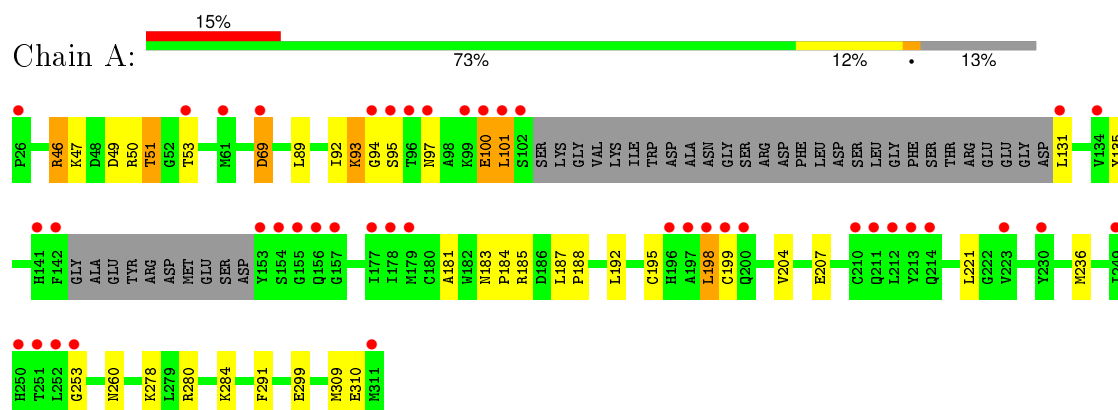 15%
Chain A:
73% 12% • 13%
P26 R46 K47 D48 D49 R50 T51 G52 T53 M61 D69 L89 I92 K93 G94 S95 T96 N97 A98 K99 E100 L101 S102 SER LYS GLY VAL LYS ILE TRP ASP ALA ASN GLY SER ARG ASP PHE LEU ASP SER LEU GLY PHE SER THR ARG GLU GLU GLY ASP L131 V134 Y135
H141 F142 GLY ALA GLU TYR ARG ASP MET GLU SER ASP Y153 S154 G155 Q156 G157 I177 I178 M179 C180 A181 W182 N183 P184 R185 D186 L187 P188 L192 C195 H196 A197 L198 C199 Q200 V204 E207 C210 Q211 L212 Y213 Q214 L221 G222 V223 Y230 M236 I249
H250 T251 L252 G253 N260 K278 L279 R280 K284 F291 E299 M309 E310 M311